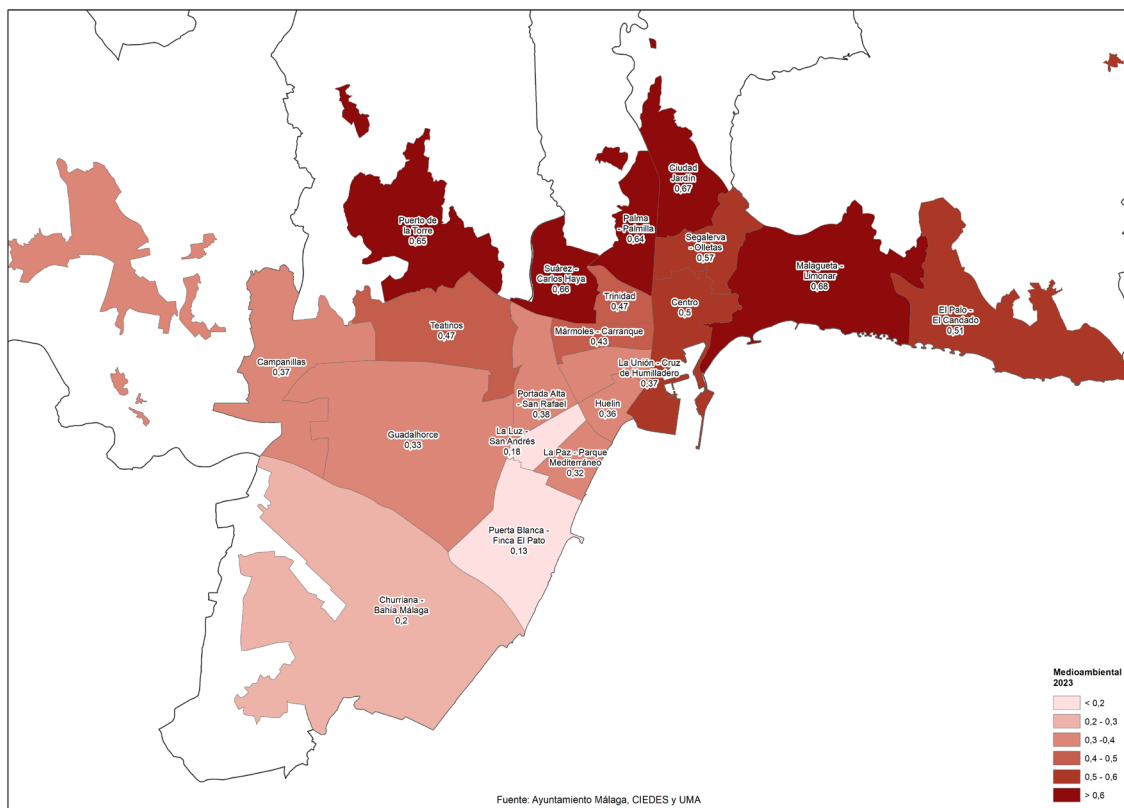 Ciudad
Jardín
0,67
Puerto de
la Torre
0,65
Palma
- Palmilla
0,64
Segalerva
- Olletas
0,57
Suárez -
Carlos Haya
0,66
Malagueta -
Limonar
0,68
Trinidad
0,47
Centro
0,5
El Palo -
El Candado
0,51
Teatinos
0,47
Mármoles - Carranque
0,43
Campanillas
0,37
La Unión - Cruz
de Humilladero
0,37
Portada Alta
- San Rafael
0,38
Huelin
0,36
Guadalhorce
0,33
La Luz -
San Andrés
0,18
La Paz - Parque
Mediterráneo
0,32
Puerta Blanca -
Finca El Pato
0,13
Churriana -
Bahía Málaga
0,2
Medioambiental
2023
< 0,2
0,2 - 0,3
0,3 -0,4
0,4 - 0,5
0,5 - 0,6
> 0,6
Fuente: Ayuntamiento Málaga, CIEDES y UMA